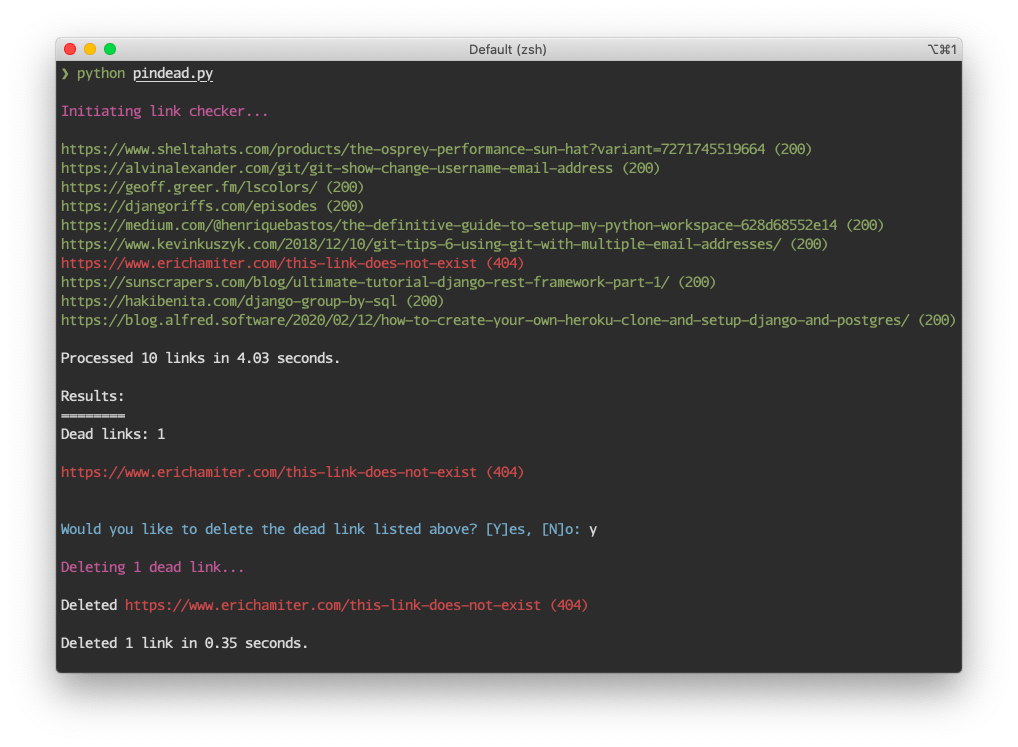 Default (zsh)
⌥⌘1
❯ python pindead.py
Initiating link checker...
https://www.sheltahats.com/products/the-osprey-performance-sun-hat?variant=7271745519664 (200)
https://alvinalexander.com/git/git-show-change-username-email-address (200)
https://geoff.greer.fm/lscolors/ (200)
https://djangoriffs.com/episodes (200)
https://medium.com/@henriquebastos/the-definitive-guide-to-setup-my-python-workspace-628d68552e14 (200)
https://www.kevinkuszyk.com/2018/12/10/git-tips-6-using-git-with-multiple-email-addresses/ (200)
https://www.erichamiter.com/this-link-does-not-exist (404)
https://sunscrapers.com/blog/ultimate-tutorial-django-rest-framework-part-1/ (200)
https://hakibenita.com/django-group-by-sql (200)
https://blog.alfred.software/2020/02/12/how-to-create-your-own-heroku-clone-and-setup-django-and-postgres/ (200)
Processed 10 links in 4.03 seconds.
Results:
========
Dead links: 1
https://www.erichamiter.com/this-link-does-not-exist (404)
Would you like to delete the dead link listed above? [Y]es, [N]o: y
Deleting 1 dead link...
Deleted https://www.erichamiter.com/this-link-does-not-exist (404)
Deleted 1 link in 0.35 seconds.